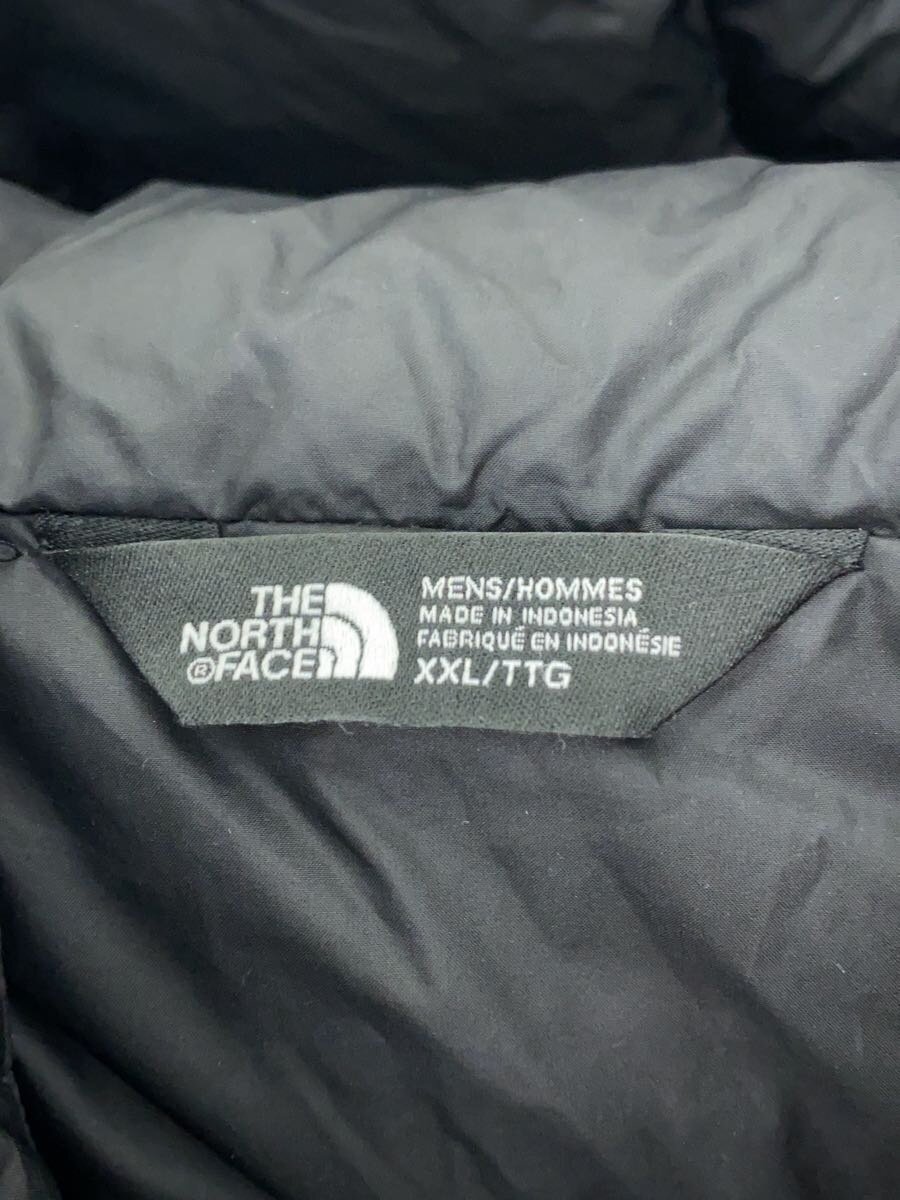 THE
NORTH
®FACE
MENS/HOMMES
MADE IN INDONESIA
FABRIQUÉ EN INDONÉSIE
XXL/TTG